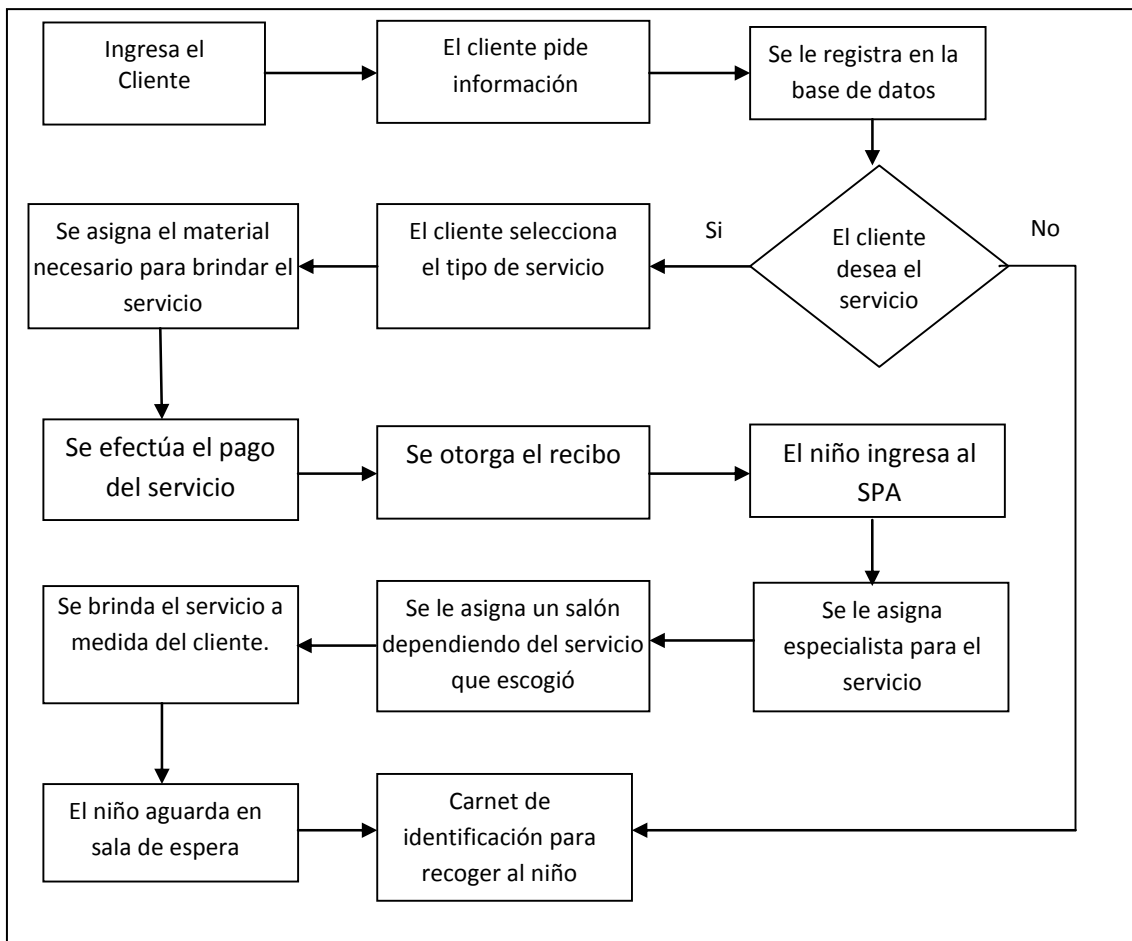 Ingresa el
Cliente
El cliente pide
información
Se le registra en la
base de datos
El cliente
desea el
servicio
Si
No
El cliente selecciona
el tipo de servicio
Se asigna el material
necesario para brindar el
servicio
Se efectúa el pago
del servicio
Se otorga el recibo
El niño ingresa al
SPA
Se le asigna
especialista para el
servicio
Se le asigna un salón
dependiendo del servicio
que escogió
Se brinda el servicio a
medida del cliente.
El niño aguarda en
sala de espera
Carnet de
identificación para
recoger al niño